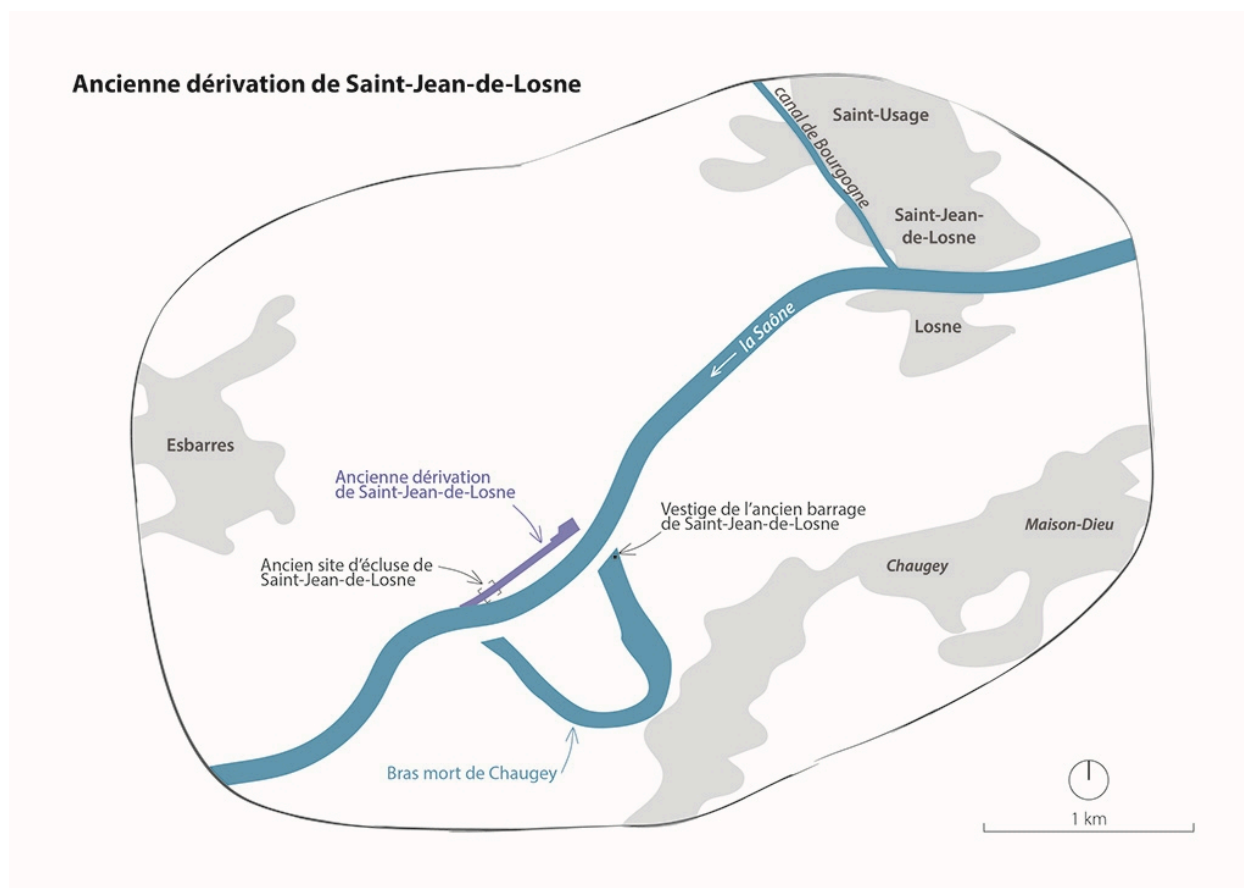 Ancienne dérivation de Saint-Jean-de-Losne
canal de Bourgogne
Saint-Usage
Saint-Jean-
de-Losne
la Saône
Losne
Esbarres
Ancienne dérivation
de Saint-Jean-de-Losne
Vestige de l'ancien barrage
de Saint-Jean-de-Losne
Maison-Dieu
Ancien site d'écluse de
Saint-Jean-de-Losne
Chaugey
Bras mort de Chaugey
1 km